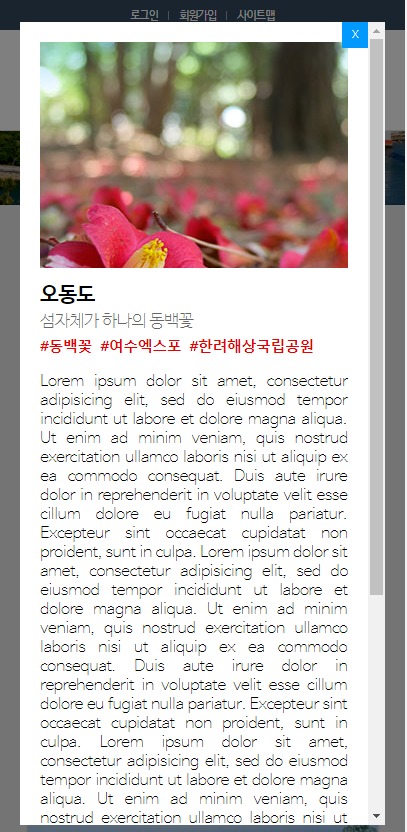 로그인 | 회원가입 | 사이트맵
X
오동도
섬자체가 하나의 동백꽃
#동백꽃 #여수엑스포 #한려해상국립공원
Lorem ipsum dolor sit amet, consectetur
adipisicing elit, sed do eiusmod tempor
incididunt ut labore et dolore magna aliqua.
Ut enim ad minim veniam, quis nostrud
exercitation ullamco laboris nisi ut aliquip ex
ea commodo consequat. Duis aute irure
dolor in reprehenderit in voluptate velit esse
cillum dolore eu fugiat nulla pariatur.
Excepteur sint occaecat cupidatat non
proident, sunt in culpa. Lorem ipsum dolor sit
amet, consectetur adipisicing elit, sed do
eiusmod tempor incididunt ut labore et
dolore magna aliqua. Ut enim ad minim
veniam, quis nostrud exercitation ullamco
laboris nisi ut aliquip ex ea commodo
consequat. Duis aute irure dolor in
reprehenderit in voluptate velit esse cillum
dolore eu fugiat nulla pariatur. Excepteur sint
occaecat cupidatat non proident, sunt in
culpa. Lorem ipsum dolor sit amet,
consectetur adipisicing elit, sed do eiusmod
tempor incididunt ut labore et dolore magna
aliqua. Ut enim ad minim veniam, quis
nostrud exercitation ullamco laboris nisi ut